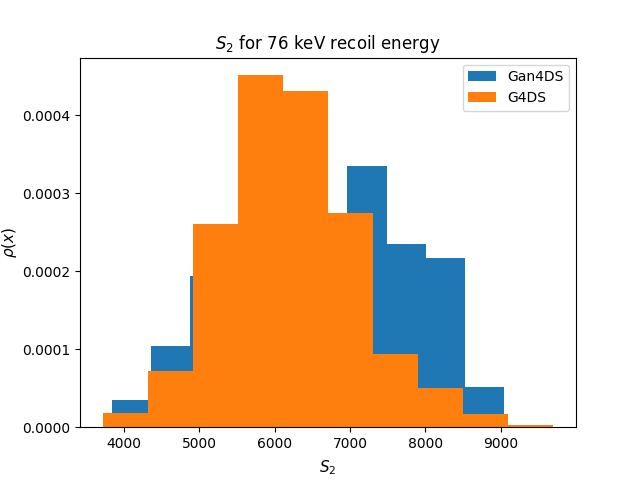 S₂ for 76 keV recoil energy
Gan4DS
G4DS
ρ(x)
0.0004
0.0003
0.0002
0.0001
0.0000
4000 5000 6000 7000 8000 9000
S₂